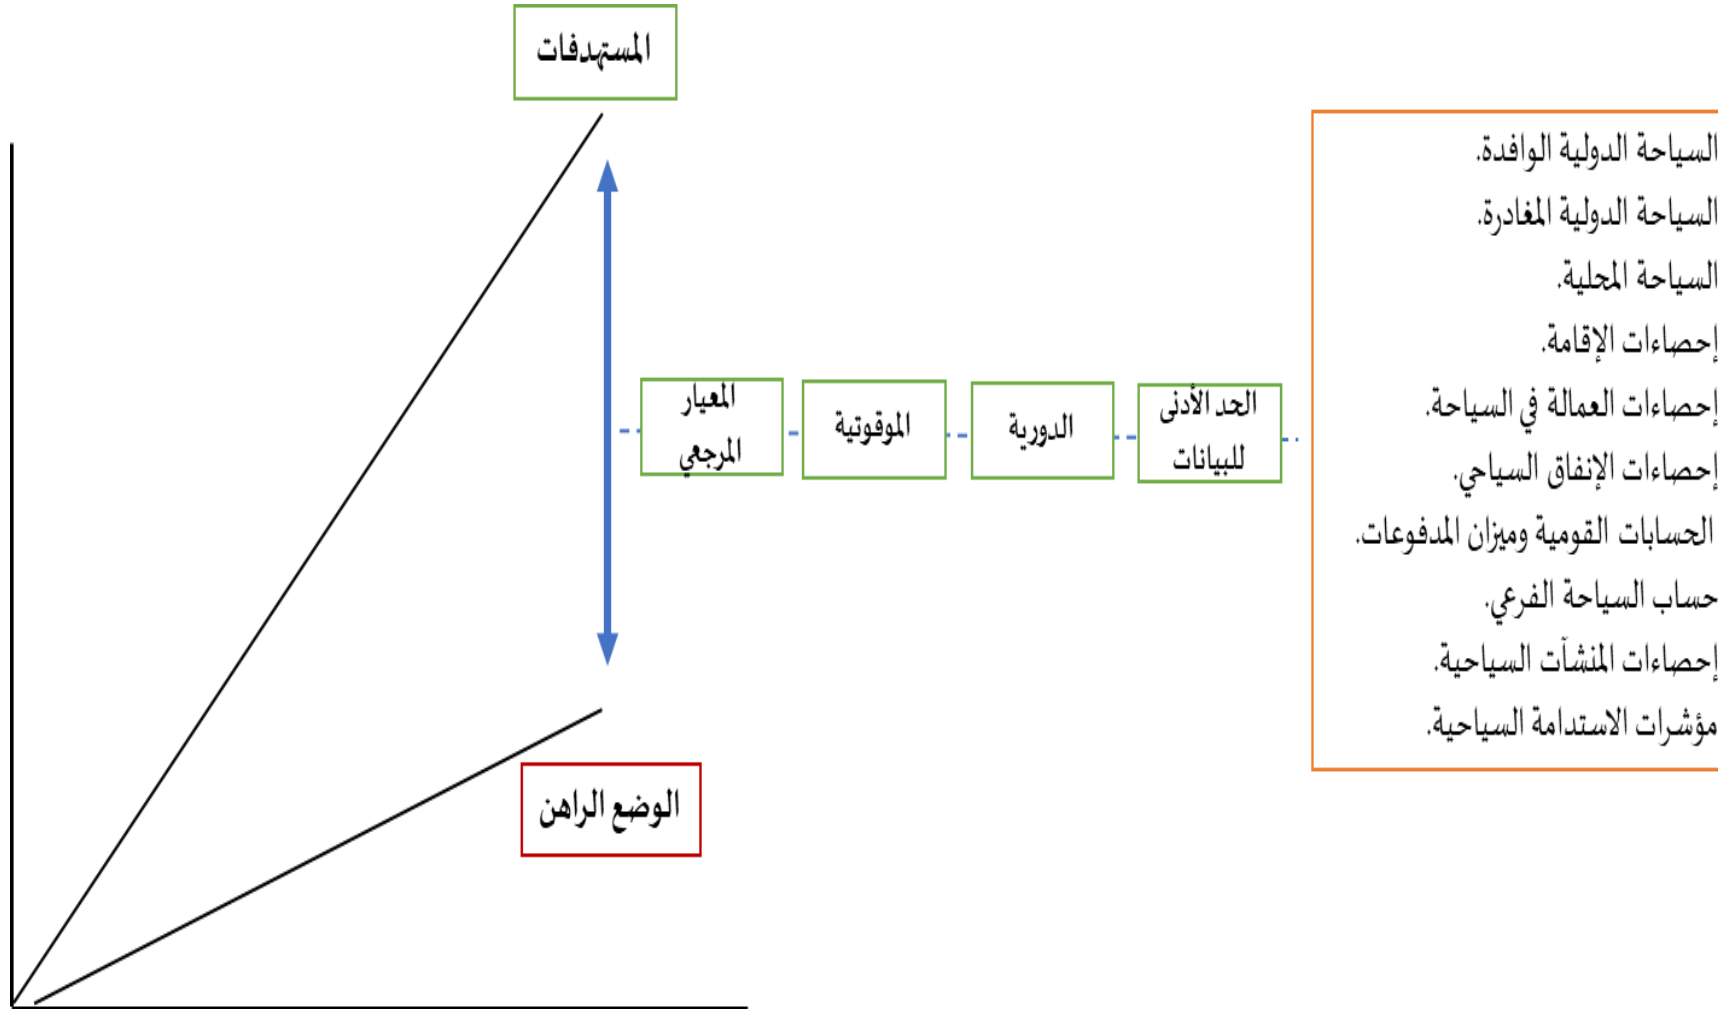 المستهدفات
السياحة الدولية الوافدة.
السياحة الدولية المغادرة.
السياحة المحلية.
إحصاءات الإقامة.
إحصاءات العمالة في السياحة.
إحصاءات الإنفاق السياحي.
الحسابات القومية وميزان المدفوعات.
حساب السياحة الفرعي.
إحصاءات المنشآت السياحية.
مؤشرات الاستدامة السياحية.
الحد الأدنى
للبيانات
الدورية
الموقوتية
المعيار
المرجعي
الوضع الراهن